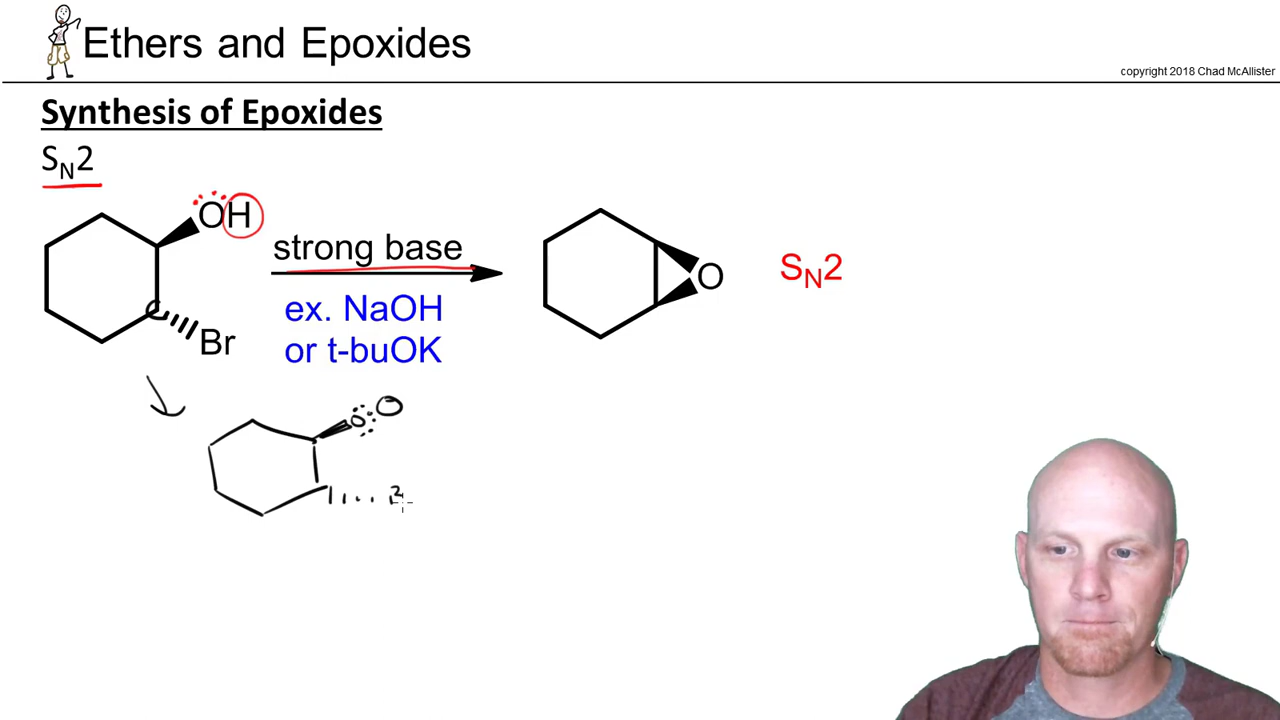 Ethers and Epoxides
copyright 2018 Chad McAllister
Synthesis of Epoxides
SN2
OH
strong base
Br
ex. NaOH
or t-buOK
O
SN2
O